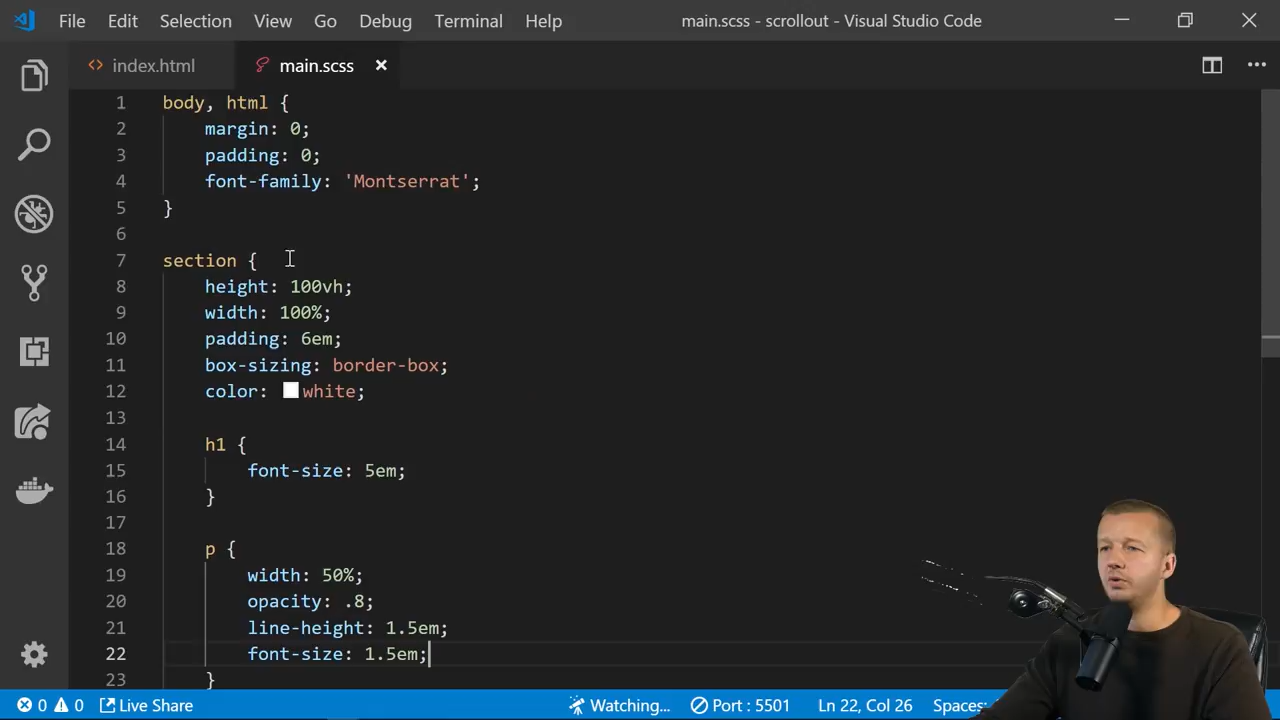 File Edit Selection View Go Debug Terminal Help main.scss - scrollout - Visual Studio Code
index.html main.scss
1 body, html {
2 margin: 0;
3 padding: 0;
4 font-family: 'Montserrat';
5 }
6
7 section {
8 height: 100vh;
9 width: 100%;
10 padding: 6em;
11 box-sizing: border-box;
12 color: white;
13
14 h1 {
15 font-size: 5em;
16 }
17
18 p {
19 width: 50%;
20 opacity: .8;
21 line-height: 1.5em;
22 font-size: 1.5em;
23 }
0 0 Live Share Watching... Port : 5501 Ln 22, Col 26 Spaces: